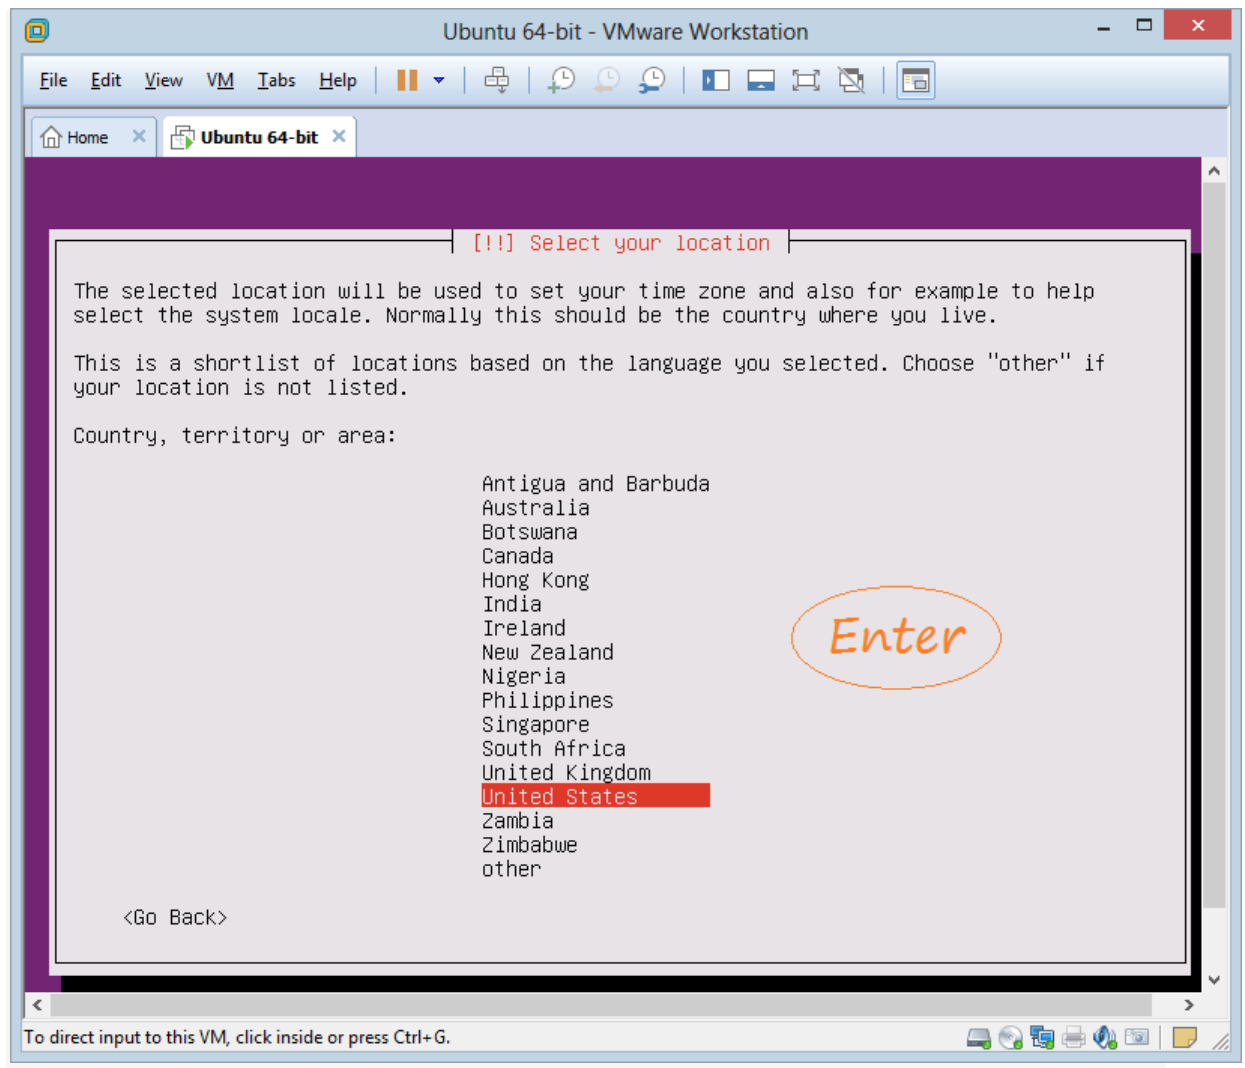 Ubuntu 64-bit - VMware Workstation
File Edit View VM Tabs Help
Home Ubuntu 64-bit
[!!] Select your location
The selected location will be used to set your time zone and also for example to help
select the system locale. Normally this should be the country where you live.
This is a shortlist of locations based on the language you selected. Choose "other" if
your location is not listed.
Country, territory or area:
Antigua and Barbuda
Australia
Botswana
Canada
Hong Kong
India
Ireland
Enter
New Zealand
Nigeria
Philippines
Singapore
South Africa
United Kingdom
United States
Zambia
Zimbabwe
other
<Go Back>
To direct input to this VM, click inside or press Ctrl+G.